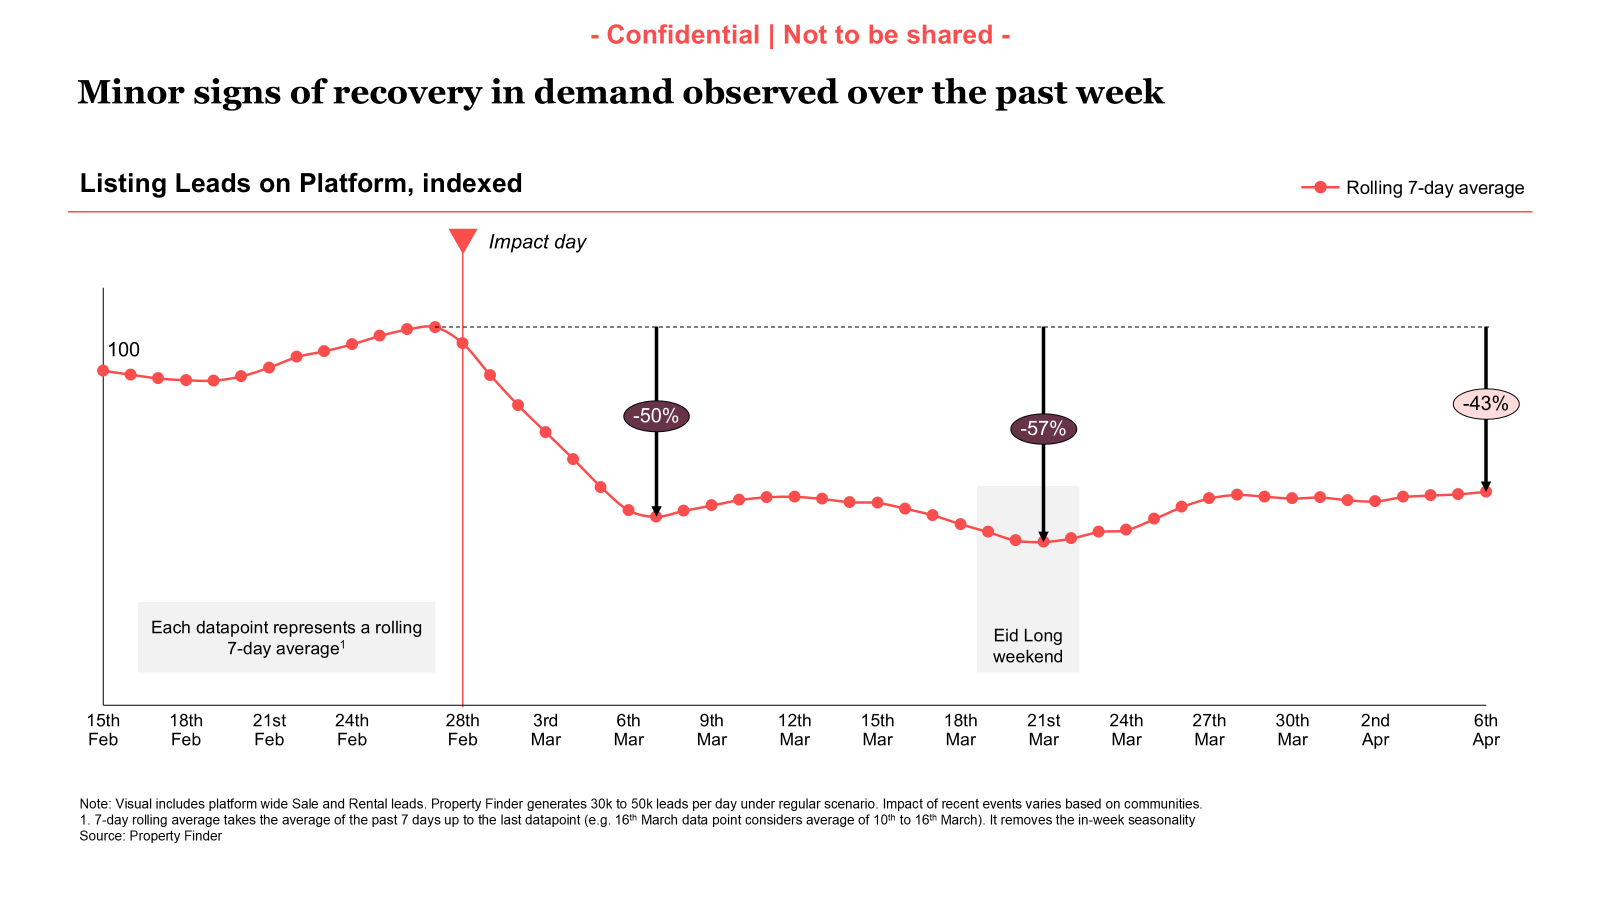 - Confidential | Not to be shared -
Minor signs of recovery in demand observed over the past week
Listing Leads on Platform, indexed
Rolling 7-day average
Impact day
100
-50%
-57%
-43%
Each datapoint represents a rolling
7-day average1
Eid Long
weekend
15th Feb
18th Feb
21st Feb
24th Feb
28th Feb
3rd Mar
6th Mar
9th Mar
12th Mar
15th Mar
18th Mar
21st Mar
24th Mar
27th Mar
30th Mar
2nd Apr
6th Apr
Note: Visual includes platform wide Sale and Rental leads. Property Finder generates 30k to 50k leads per day under regular scenario. Impact of recent events varies based on communities.
1. 7-day rolling average takes the average of the past 7 days up to the last datapoint (e.g. 16th March data point considers average of 10th to 16th March). It removes the in-week seasonality
Source: Property Finder